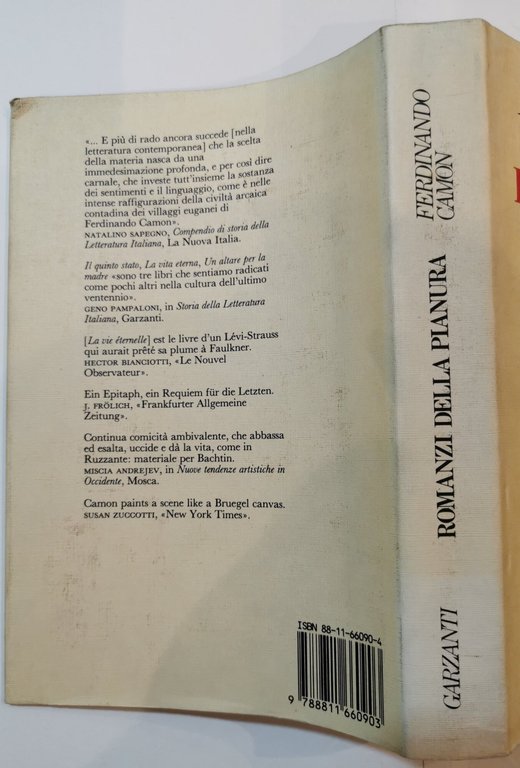 «... E più di rado ancora succede [nella
letteratura contemporanea] che la scelta
della materia nasca da una
immedesimazione profonda, e per così dire
carnale, che investe tutt'insieme la sostanza
dei sentimenti e il linguaggio, come è nelle
intense raffigurazioni della civiltà arcaica
contadina dei villaggi euganei di
Ferdinando Camon».
NATALINO SAPEGNO, Compendio di storia della
Letteratura Italiana, La Nuova Italia.
Il quinto stato, La vita eterna, Un altare per la
madre «sono tre libri che sentiamo radicati
come pochi altri nella cultura dell'ultimo
ventennio».
GENO PAMPALONI, in Storia della Letteratura
Italiana, Garzanti.
[La vie éternelle] est le livre d'un Lévi-Strauss
qui aurait prêté sa plume à Faulkner.
HECTOR BIANCIOTTI, «Le Nouvel
Observateur».
Ein Epitaph, ein Requiem für die Letzten.
J. FRÖLICH, «Frankfurter Allgemeine
Zeitung».
Continua comicità ambivalente, che abbassa
ed esalta, uccide e dà la vita, come in
Ruzzante: materiale per Bachtin.
MISCIA ANDREJEV, in Nuove tendenze artistiche in
Occidente, Mosca.
Camon paints a scene like a Bruegel canvas.
SUSAN ZUCCOTTI, «New York Times».
ISBN 88-11-66090-4
9 788811 660903
GARZANTI
ROMANZI DELLA PIANURA
FERDINANDO
CAMON